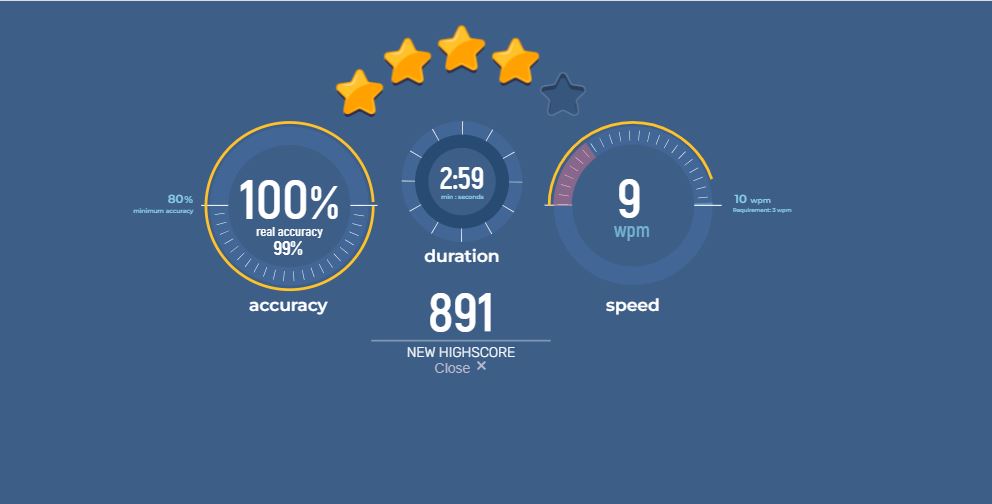 80%
minimum accuracy
100%
real accuracy
99%
accuracy
2:59
min : seconds
duration
9
wpm
speed
10 wpm
Requirement: 3 wpm
891
NEW HIGHSCORE
Close ×